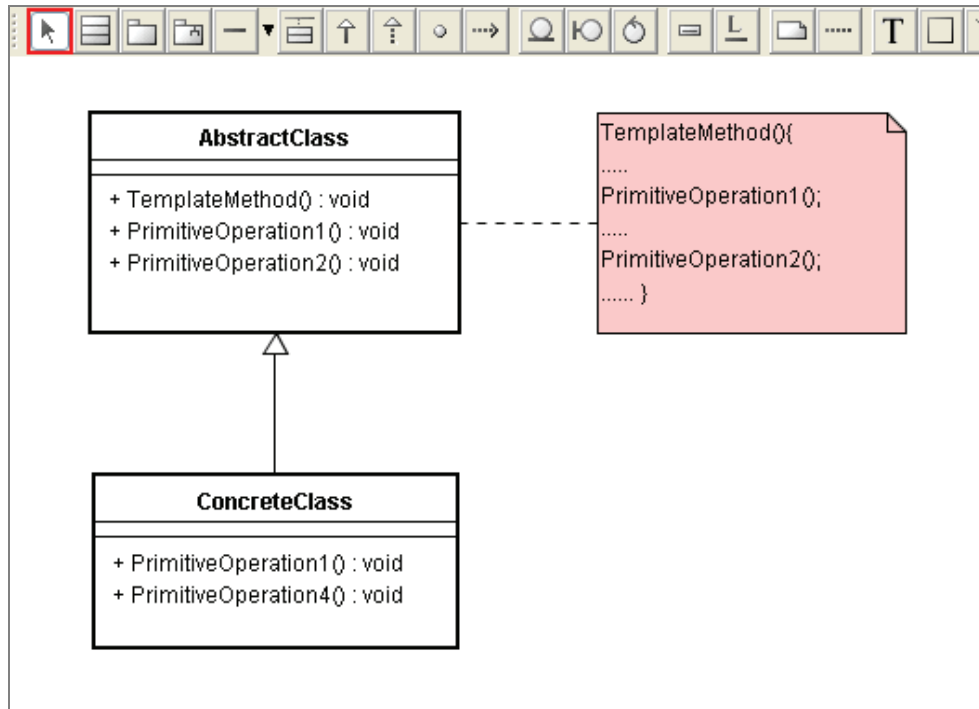 T
AbstractClass
+ TemplateMethod() : void
+ PrimitiveOperation1() : void
+ PrimitiveOperation2() : void
TemplateMethod(){
.....
PrimitiveOperation1();
.....
PrimitiveOperation2();
...... }
ConcreteClass
+ PrimitiveOperation1() : void
+ PrimitiveOperation4() : void